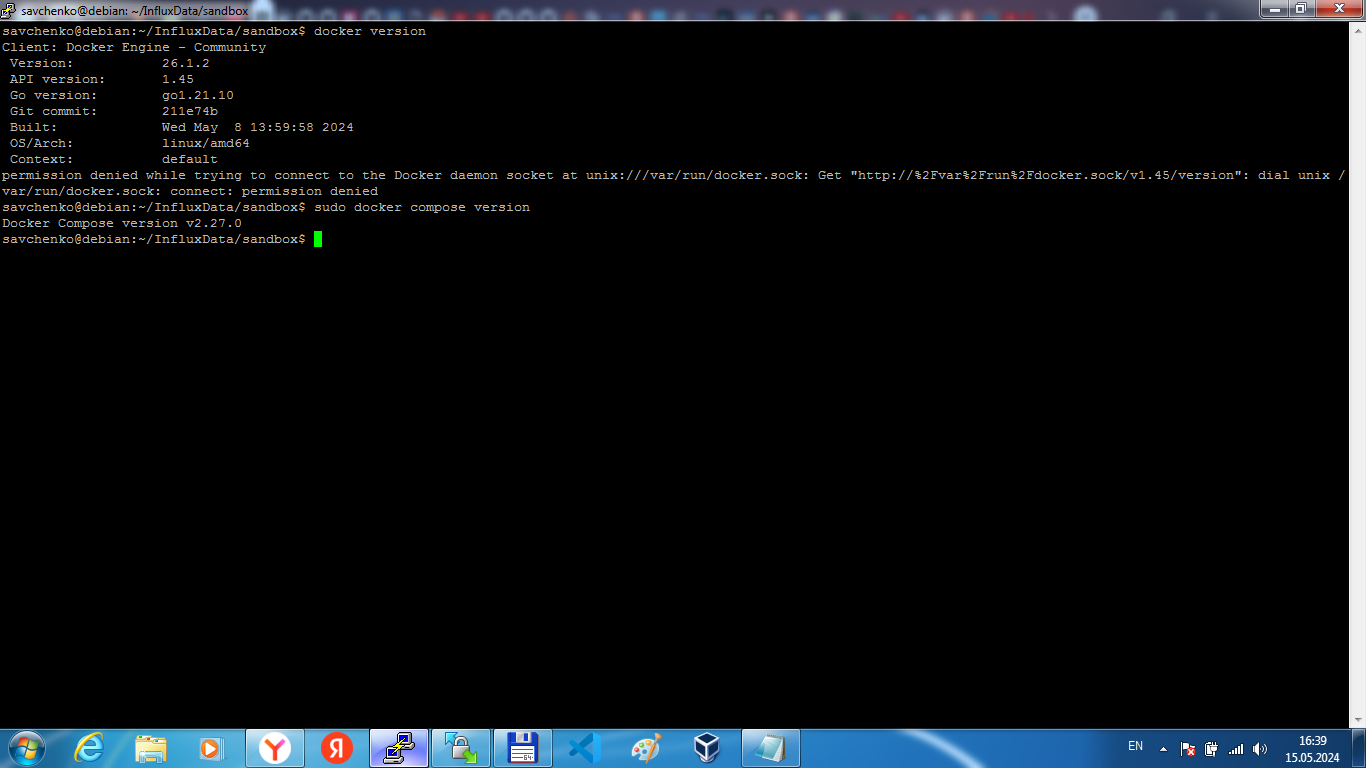 savchenko@debian: ~/InfluxData/sandbox
savchenko@debian:~/InfluxData/sandbox$ docker version
Client: Docker Engine - Community
 Version:           26.1.2
 API version:       1.45
 Go version:        go1.21.10
 Git commit:        211e74b
 Built:             Wed May  8 13:59:58 2024
 OS/Arch:           linux/amd64
 Context:           default
permission denied while trying to connect to the Docker daemon socket at unix:///var/run/docker.sock: Get "http://%2Fvar%2Frun%2Fdocker.sock/v1.45/version": dial unix /
var/run/docker.sock: connect: permission denied
savchenko@debian:~/InfluxData/sandbox$ sudo docker compose version
Docker Compose version v2.27.0
savchenko@debian:~/InfluxData/sandbox$
Y
Я
64
EN
16:39
15.05.2024